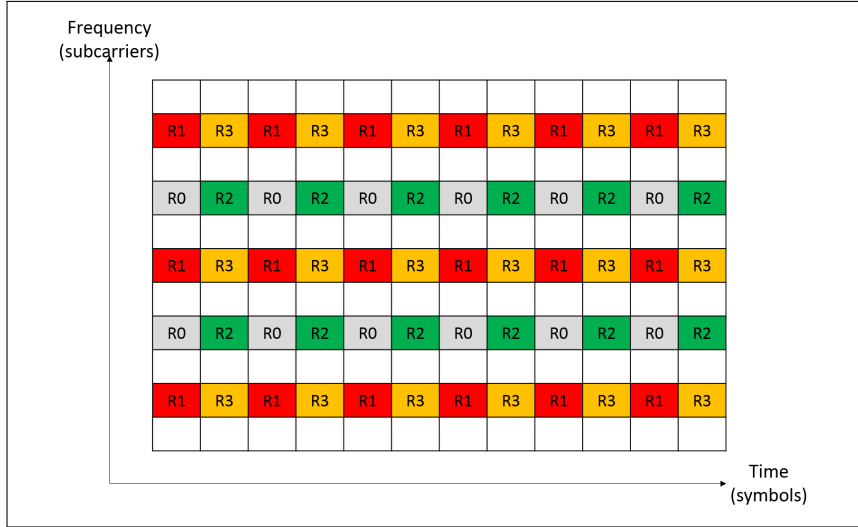 Frequency
(subcarriers)
R1 R3 R1 R3 R1 R3 R1 R3 R1 R3 R1 R3
R0 R2 R0 R2 R0 R2 R0 R2 R0 R2 R0 R2
R1 R3 R1 R3 R1 R3 R1 R3 R1 R3 R1 R3
R0 R2 R0 R2 R0 R2 R0 R2 R0 R2 R0 R2
R1 R3 R1 R3 R1 R3 R1 R3 R1 R3 R1 R3
Time
(symbols)